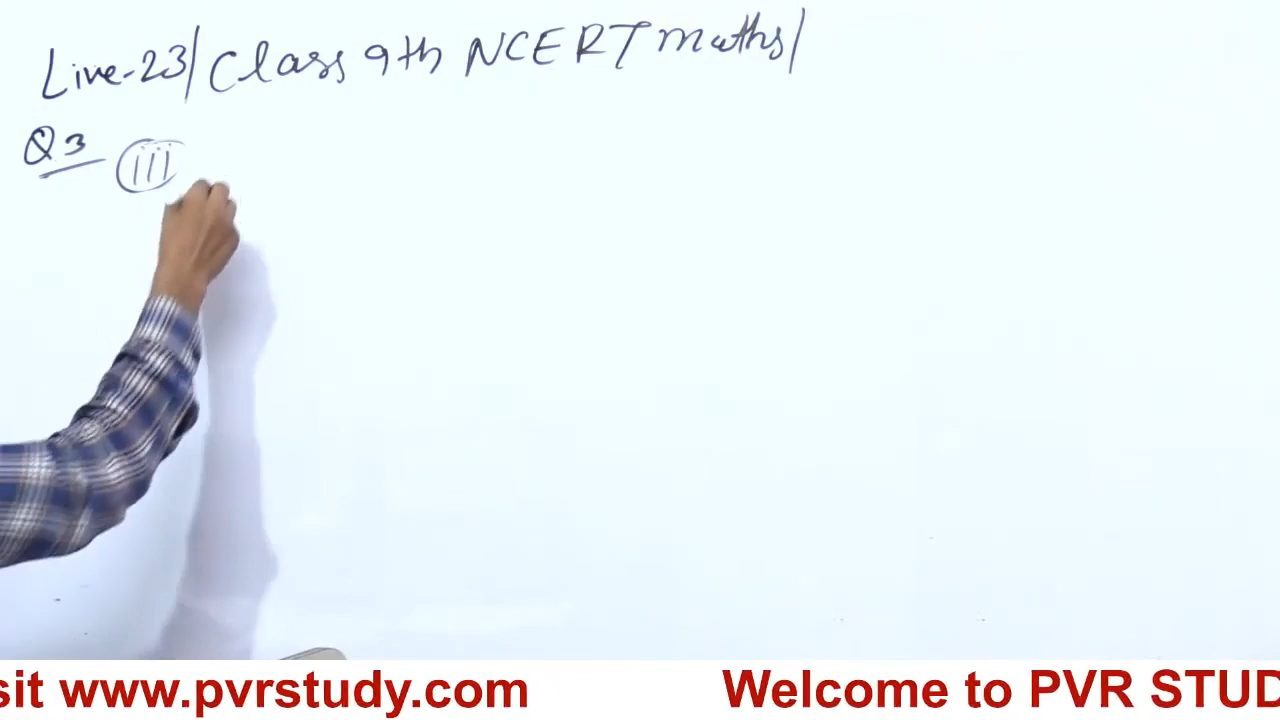 Live-23/Class 9th NCERT maths/
Q3 (iii)
sit www.pvrstudy.com Welcome to PVR STUD